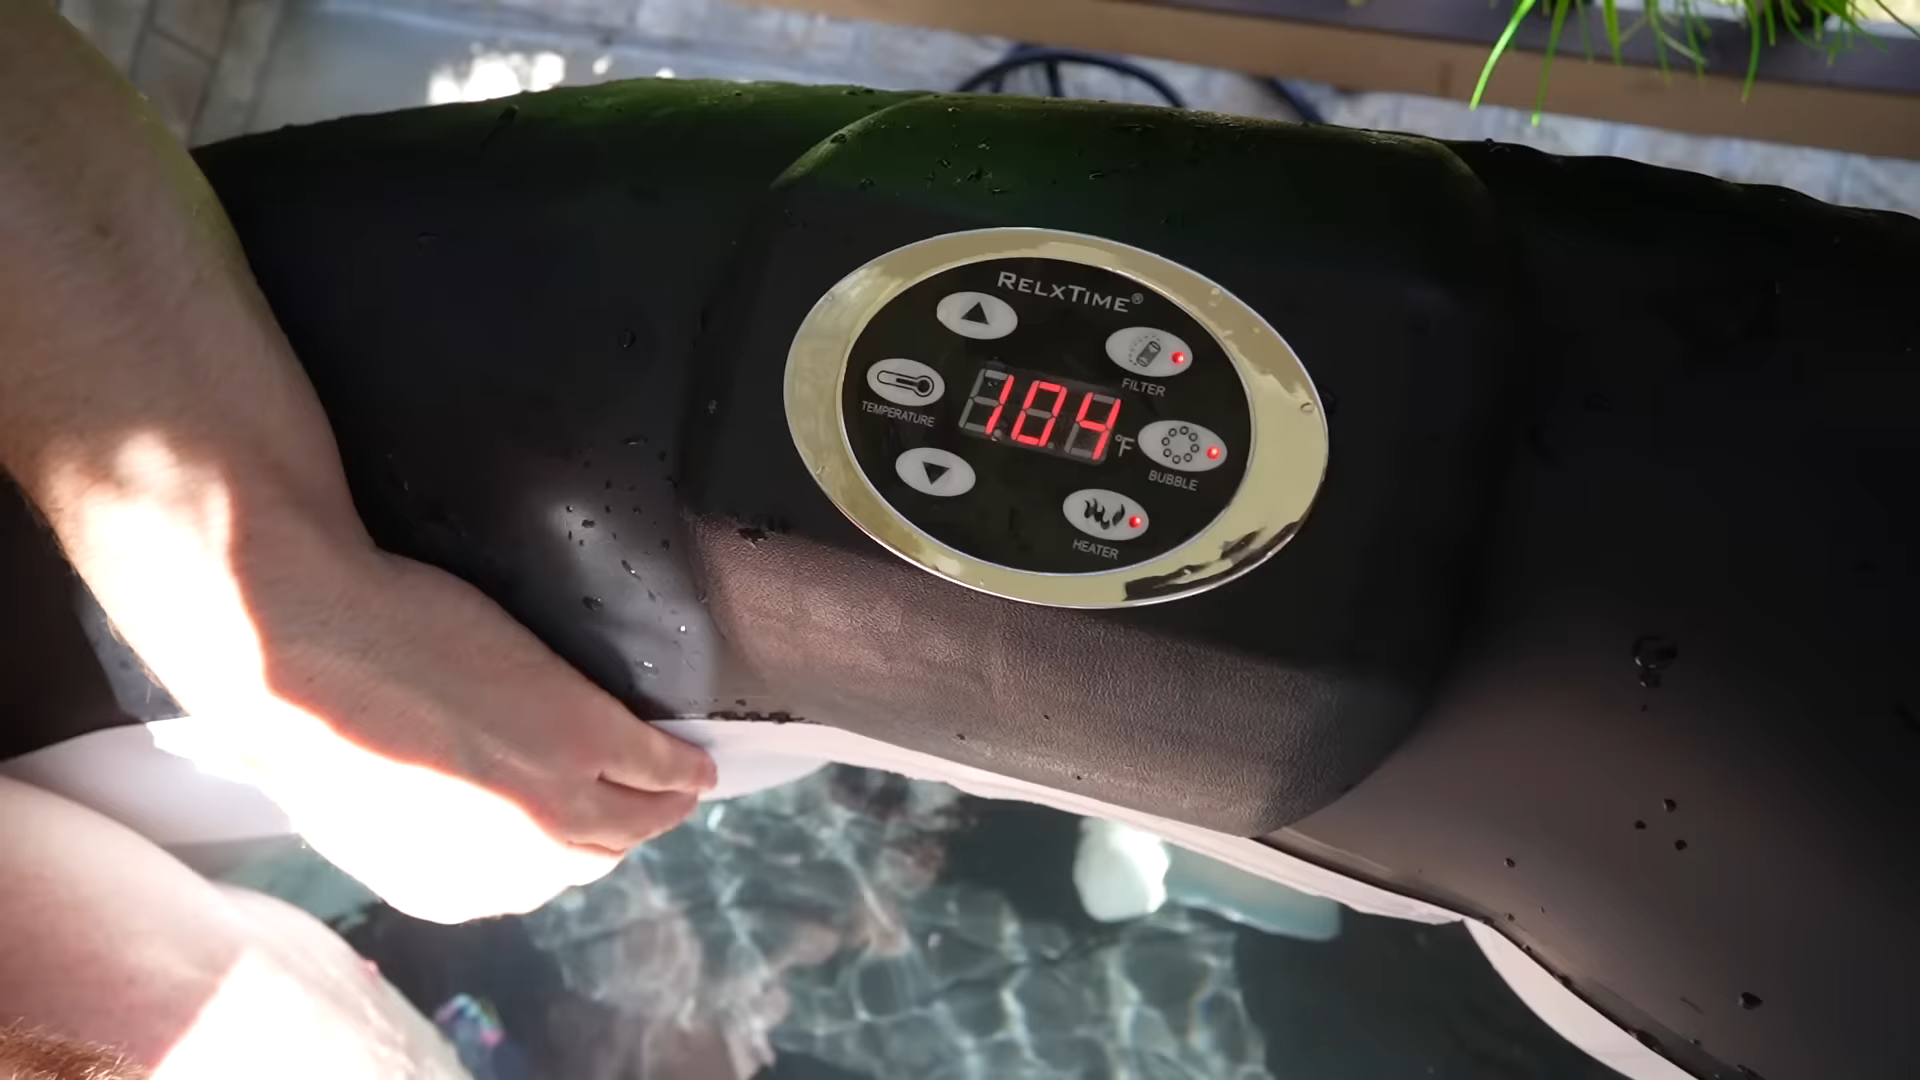 RELXTIME®
FILTER
TEMPERATURE
104 °F
BUBBLE
HEATER